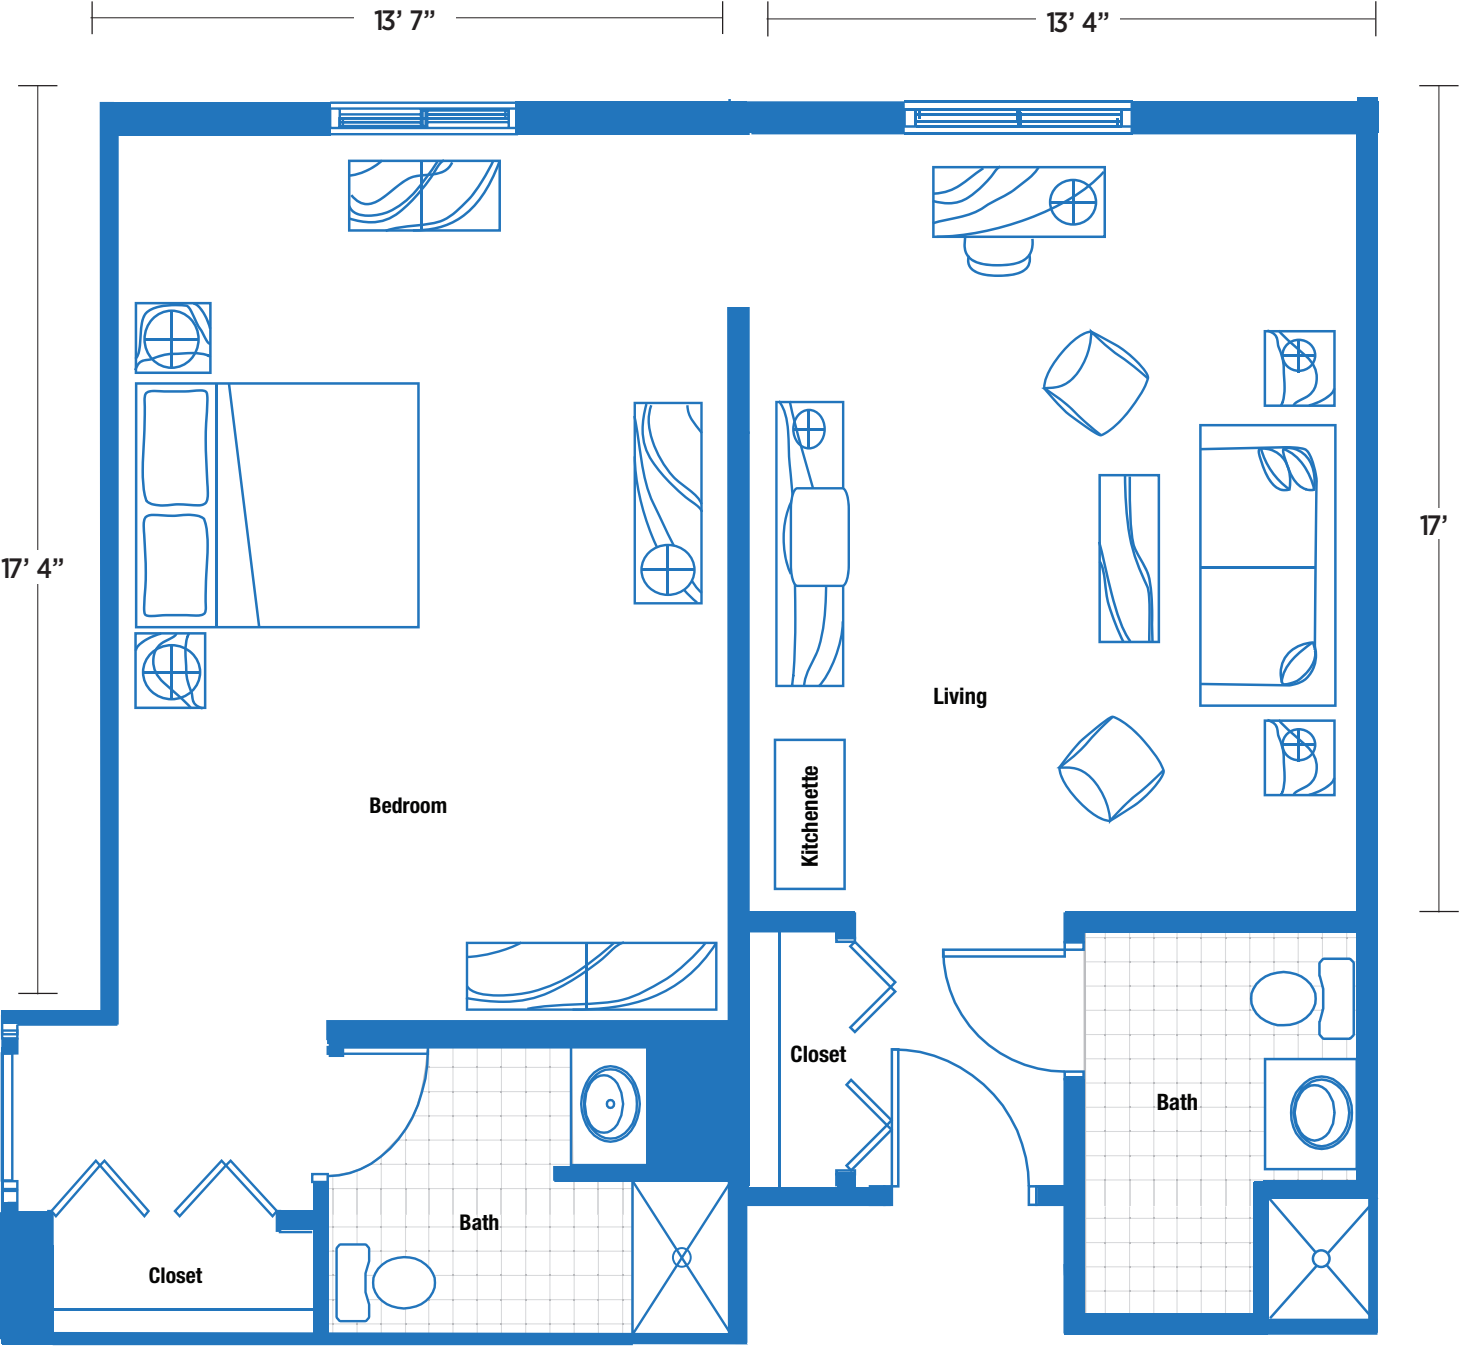 13’ 7”
13’ 4”
17’
17’ 4”
Living
Bedroom
Kitchenette
Closet
Bath
Bath
Closet